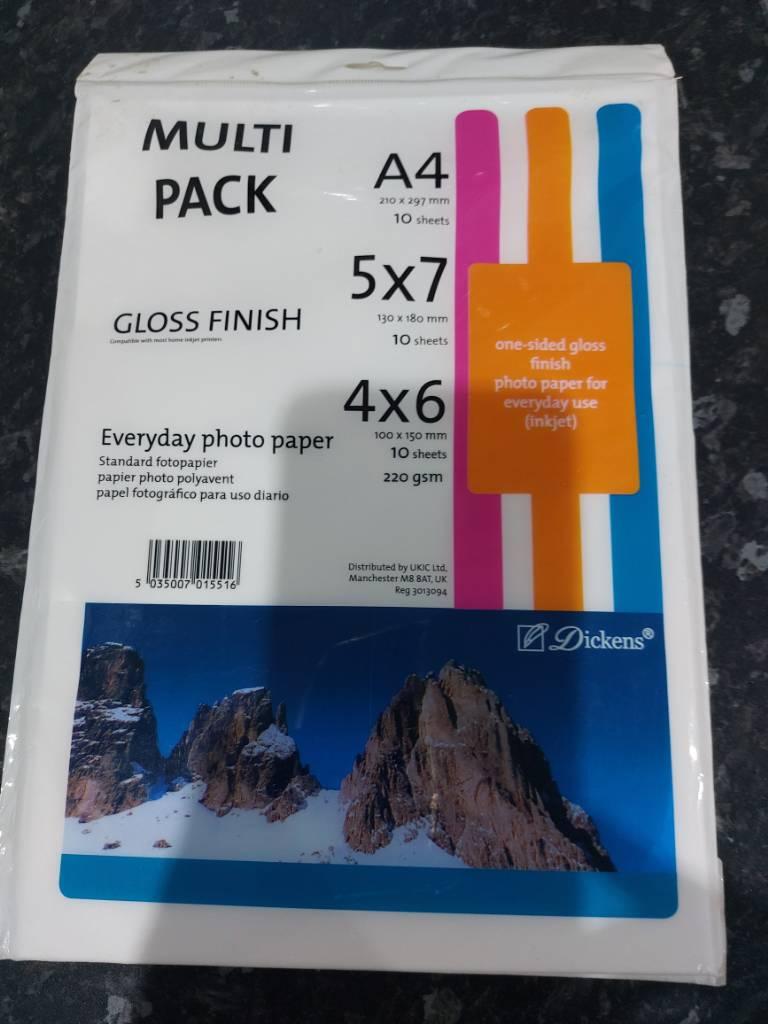 MULTI
PACK
A4
210 x 297 mm
10 sheets
5x7
130 x 180 mm
10 sheets
GLOSS FINISH
Compatible with most home inkjet printers
one-sided gloss
finish
photo paper for
everyday use
(inkjet)
4x6
100 x 150 mm
10 sheets
220 gsm
Everyday photo paper
Standard fotopapier
papier photo polyavent
papel fotográfico para uso diario
5 035007 015516
Distributed by UKIC Ltd,
Manchester M8 8AT, UK
Reg 3013094
Dickens®